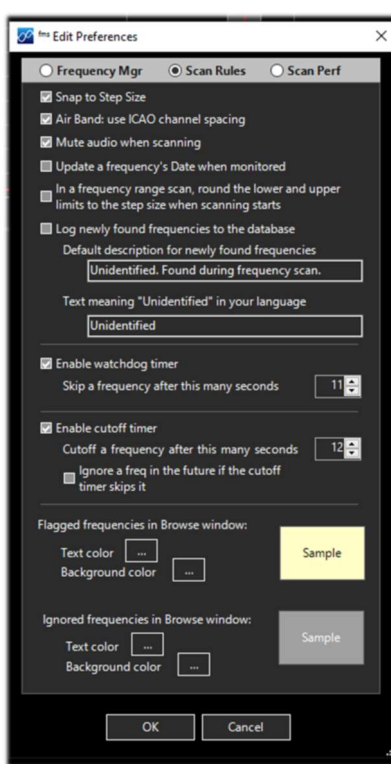 fms Edit Preferences
Frequency Mgr Scan Rules Scan Perf
Snap to Step Size
Air Band: use ICAO channel spacing
Mute audio when scanning
Update a frequency's Date when monitored
In a frequency range scan, round the lower and upper
limits to the step size when scanning starts
Log newly found frequencies to the database
Default description for newly found frequencies
Unidentified. Found during frequency scan.
Text meaning "Unidentified" in your language
Unidentified
Enable watchdog timer
Skip a frequency after this many seconds 11
Enable cutoff timer
Cutoff a frequency after this many seconds 12
Ignore a freq in the future if the cutoff
timer skips it
Flagged frequencies in Browse window:
Text color ...
Sample
Background color ...
Ignored frequencies in Browse window:
Sample
Text color ...
Background color ...
OK Cancel